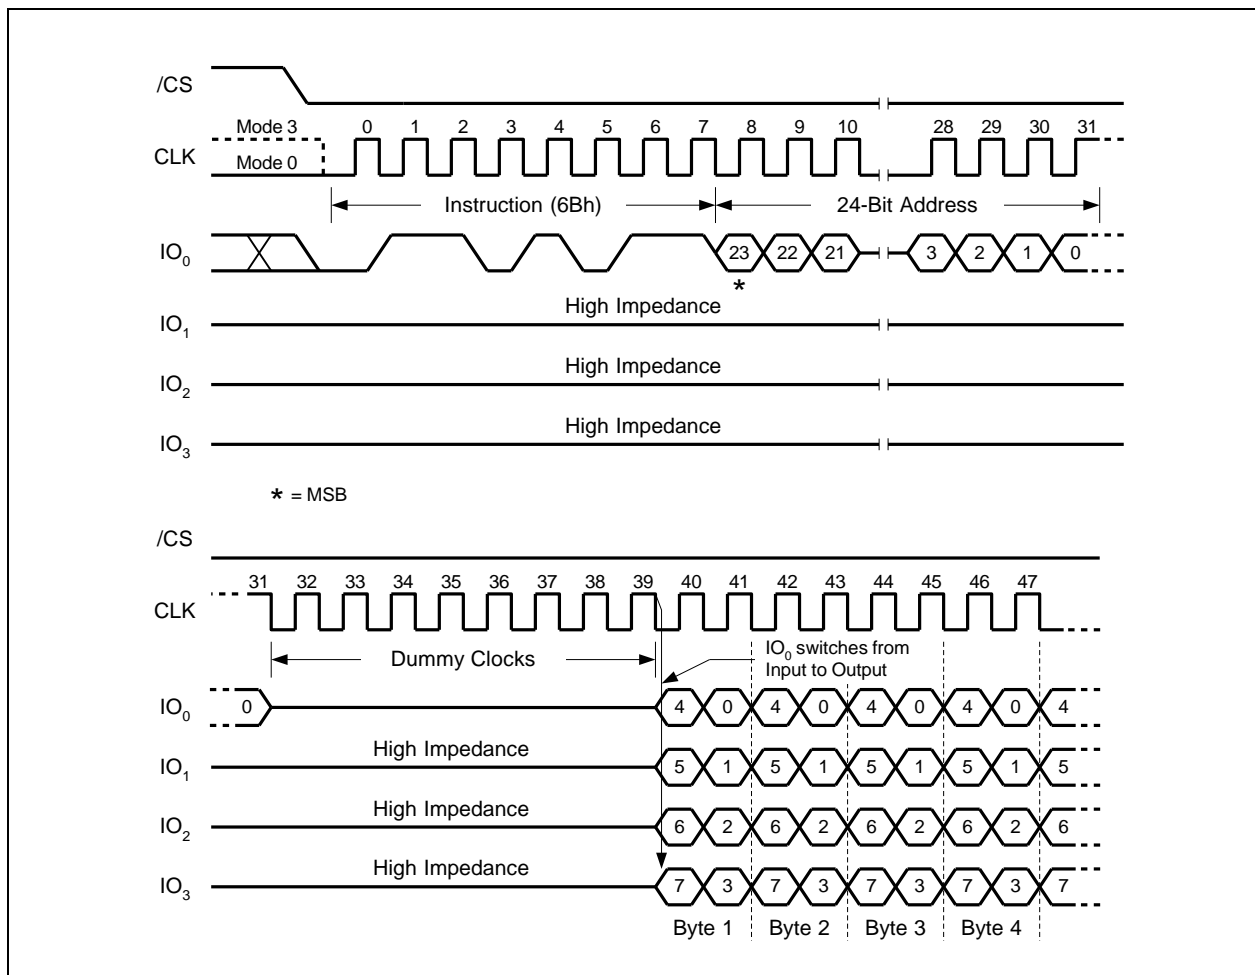 /CS
Mode 3 0 1 2 3 4 5 6 7 8 9 10 28 29 30 31
CLK
Mode 0
Instruction (6Bh) 24-Bit Address
IO0 23 22 21 3 2 1 0
*
High Impedance
IO1
High Impedance
IO2
High Impedance
IO3
* = MSB
/CS
31 32 33 34 35 36 37 38 39 40 41 42 43 44 45 46 47
CLK
IO0 switches from
Dummy Clocks Input to Output
IO0 0 4 0 4 0 4 0 4 0 4
High Impedance
IO1 5 1 5 1 5 1 5 1 5
High Impedance
IO2 6 2 6 2 6 2 6 2 6
High Impedance
IO3 7 3 7 3 7 3 7 3 7
Byte 1 Byte 2 Byte 3 Byte 4